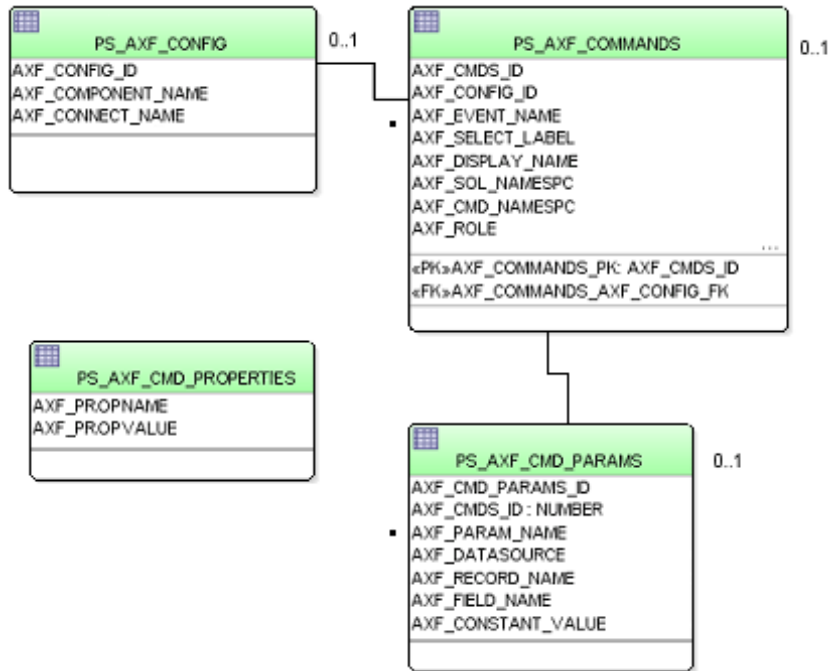 PS_AXF_CONFIG
AXF_CONFIG_ID
AXF_COMPONENT_NAME
AXF_CONNECT_NAME
0..1
PS_AXF_COMMANDS
AXF_CMDS_ID
AXF_CONFIG_ID
AXF_EVENT_NAME
AXF_SELECT_LABEL
AXF_DISPLAY_NAME
AXF_SOL_NAMESPC
AXF_CMD_NAMESPC
AXF_ROLE
...
«PK»AXF_COMMANDS_PK: AXF_CMDS_ID
«FK»AXF_COMMANDS_AXF_CONFIG_FK
0..1
PS_AXF_CMD_PROPERTIES
AXF_PROPNAME
AXF_PROPVALUE
PS_AXF_CMD_PARAMS
AXF_CMD_PARAMS_ID
AXF_CMDS_ID : NUMBER
AXF_PARAM_NAME
AXF_DATASOURCE
AXF_RECORD_NAME
AXF_FIELD_NAME
AXF_CONSTANT_VALUE
0..1